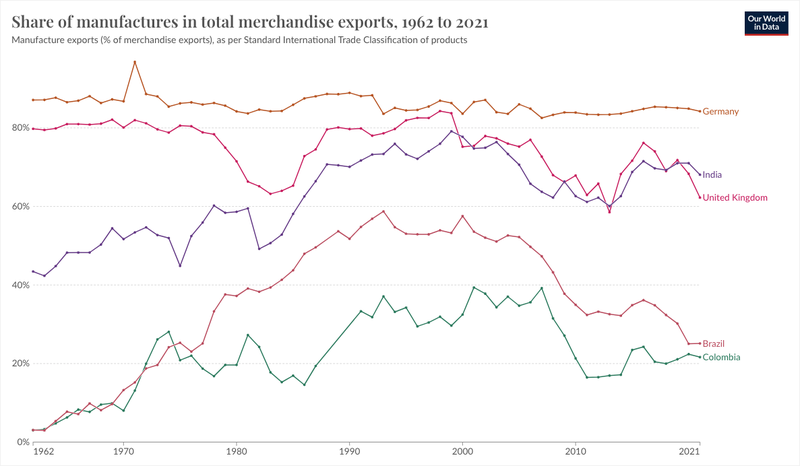 Share of manufactures in total merchandise exports, 1962 to 2021
Our World
in Data
Manufacture exports (% of merchandise exports), as per Standard International Trade Classification of products
Germany
80%
India
United Kingdom
60%
40%
Brazil
Colombia
20%
0%
1962 1970 1980 1990 2000 2010 2021